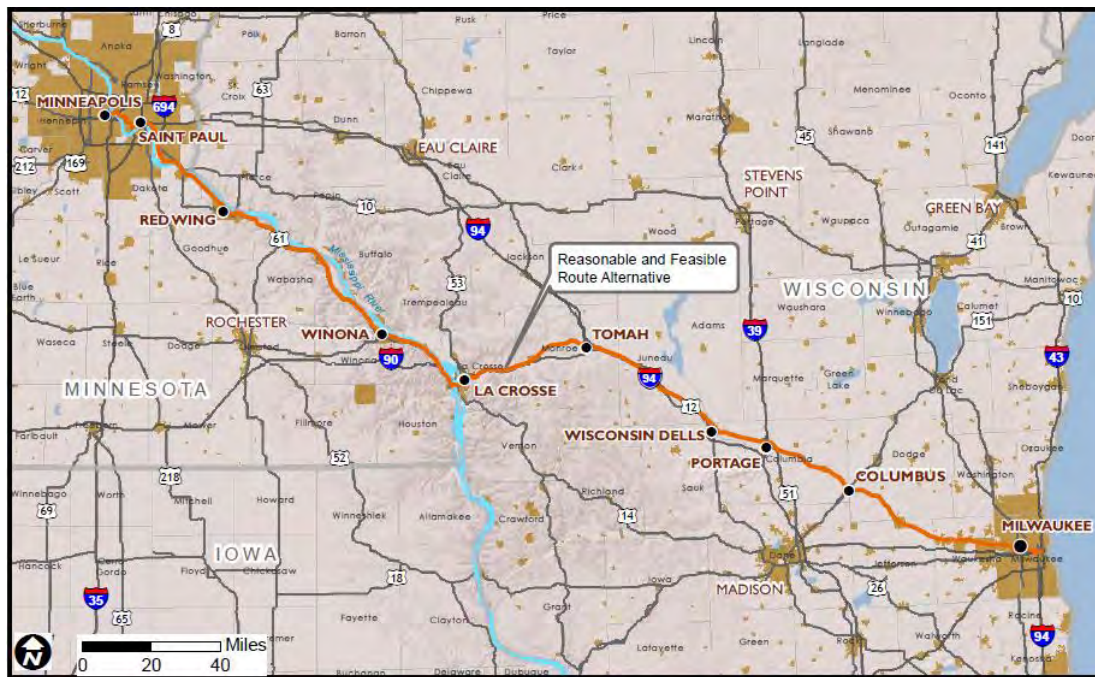 Sherburne
Anoka
8
Polk
Barron
Rusk
Price
Lincoln
Langlade
Wright
Washington
Ramsey
Taylor
Menominee
Oconto
12
MINNEAPOLIS
694
St.
Croix
63
Chippewa
Hennepin
SAINT PAUL
Dunn
Marathon
45
Shawano
141
Door
Carver
212
169
EAU CLAIRE
Eau
Claire
Clark
Kewaunee
Sibley
Scott
Dakota
Pierce
STEVENS
POINT
Pepin
10
GREEN BAY
RED WING
94
Portage
Waupaca
Outagamie
Brown
Goodhue
61
Buffalo
Wood
41
Le Sueur
Rice
Mississippi River
Jackson
Reasonable and Feasible
Route Alternative
Wabasha
53
WISCONSIN
Manitowoc
Blue
Earth
Trempealeau
Waushara
Winnebago
Calumet
10
ROCHESTER
Adams
39
151
Waseca
Steele
Dodge
Olmsted
WINONA
TOMAH
Winona
90
La Crosse
Monroe
Juneau
43
MINNESOTA
LA CROSSE
94
Marquette
Green
Lake
Fond
du Lac
Sheboygan
12
Faribault
Freeborn
Mower
Fillmore
Houston
Vernon
WISCONSIN DELLS
Dodge
Washington
Ozaukee
52
PORTAGE
Columbia
218
Sauk
COLUMBUS
Winnebago
Worth
Mitchell
Howard
Richland
51
69
Winneshiek
Allamakee
Crawford
14
MILWAUKEE
IOWA
Dane
Jefferson
Waukesha
Milwaukee
Hancock
Cerro
Gordo
Floyd
Chickasaw
18
Iowa
MADISON
26
35
Grant
Racine
65
Fayette
Clayton
Green
Rock
Walworth
94
N
Miles
Lafayette
Kenosha
0
20
40
Buchanan
Delaware
Dubuque